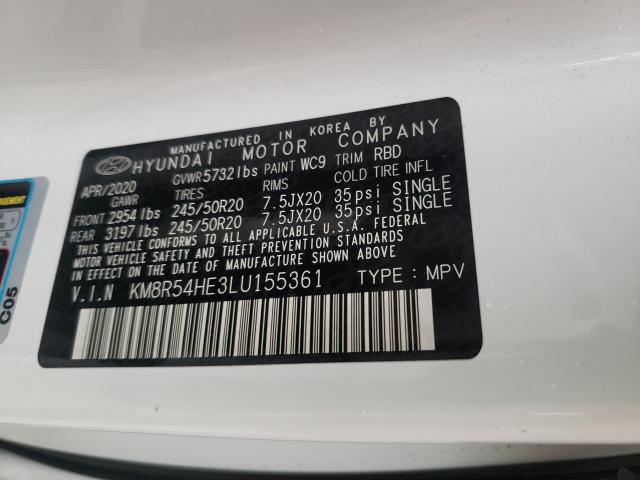 MANUFACTURED IN KOREA BY
HYUNDAI MOTOR COMPANY
APR/2020 GVWR 5732 lbs PAINT WC9 TRIM RBD
GAWR TIRES RIMS COLD TIRE INFL
FRONT 2954 lbs 245/50R20 7.5JX20 35psi SINGLE
REAR 3197 lbs 245/50R20 7.5JX20 35psi SINGLE
THIS VEHICLE CONFORMS TO ALL APPLICABLE U.S.A. FEDERAL
MOTOR VEHICLE SAFETY AND THEFT PREVENTION STANDARDS
IN EFFECT ON THE DATE OF MANUFACTURE SHOWN ABOVE.
V.I.N KM8R54HE3LU155361 TYPE : MPV
C05